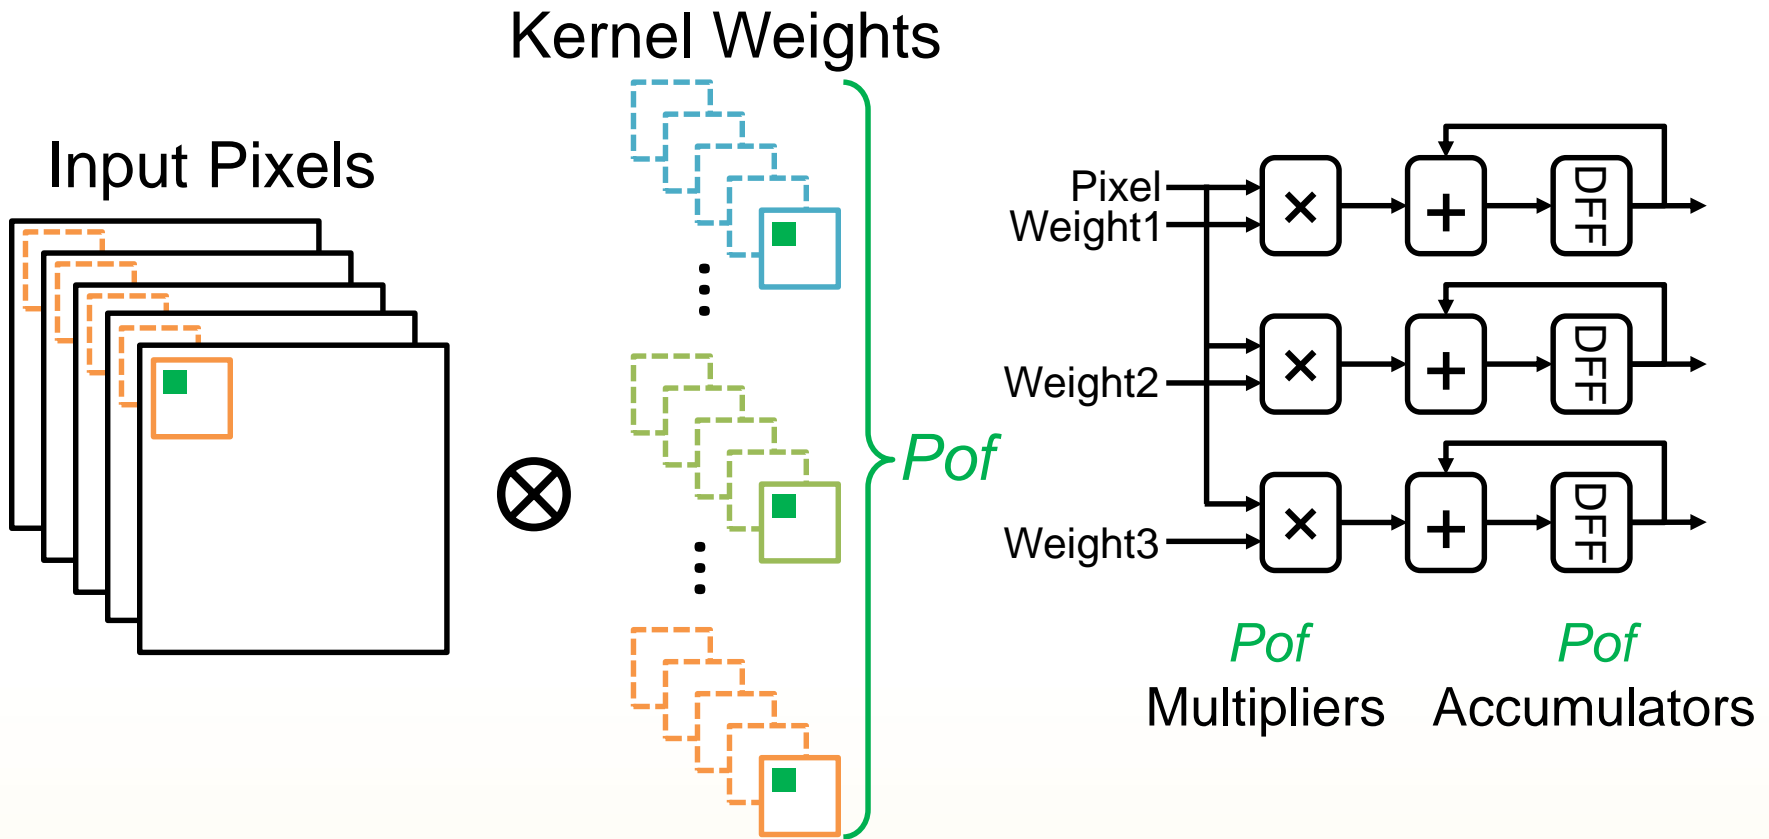 Kernel Weights
Input Pixels
Pof
Pixel
Weight1
× + DFF
Weight2
× + DFF
Weight3
× + DFF
Pof Pof
Multipliers Accumulators